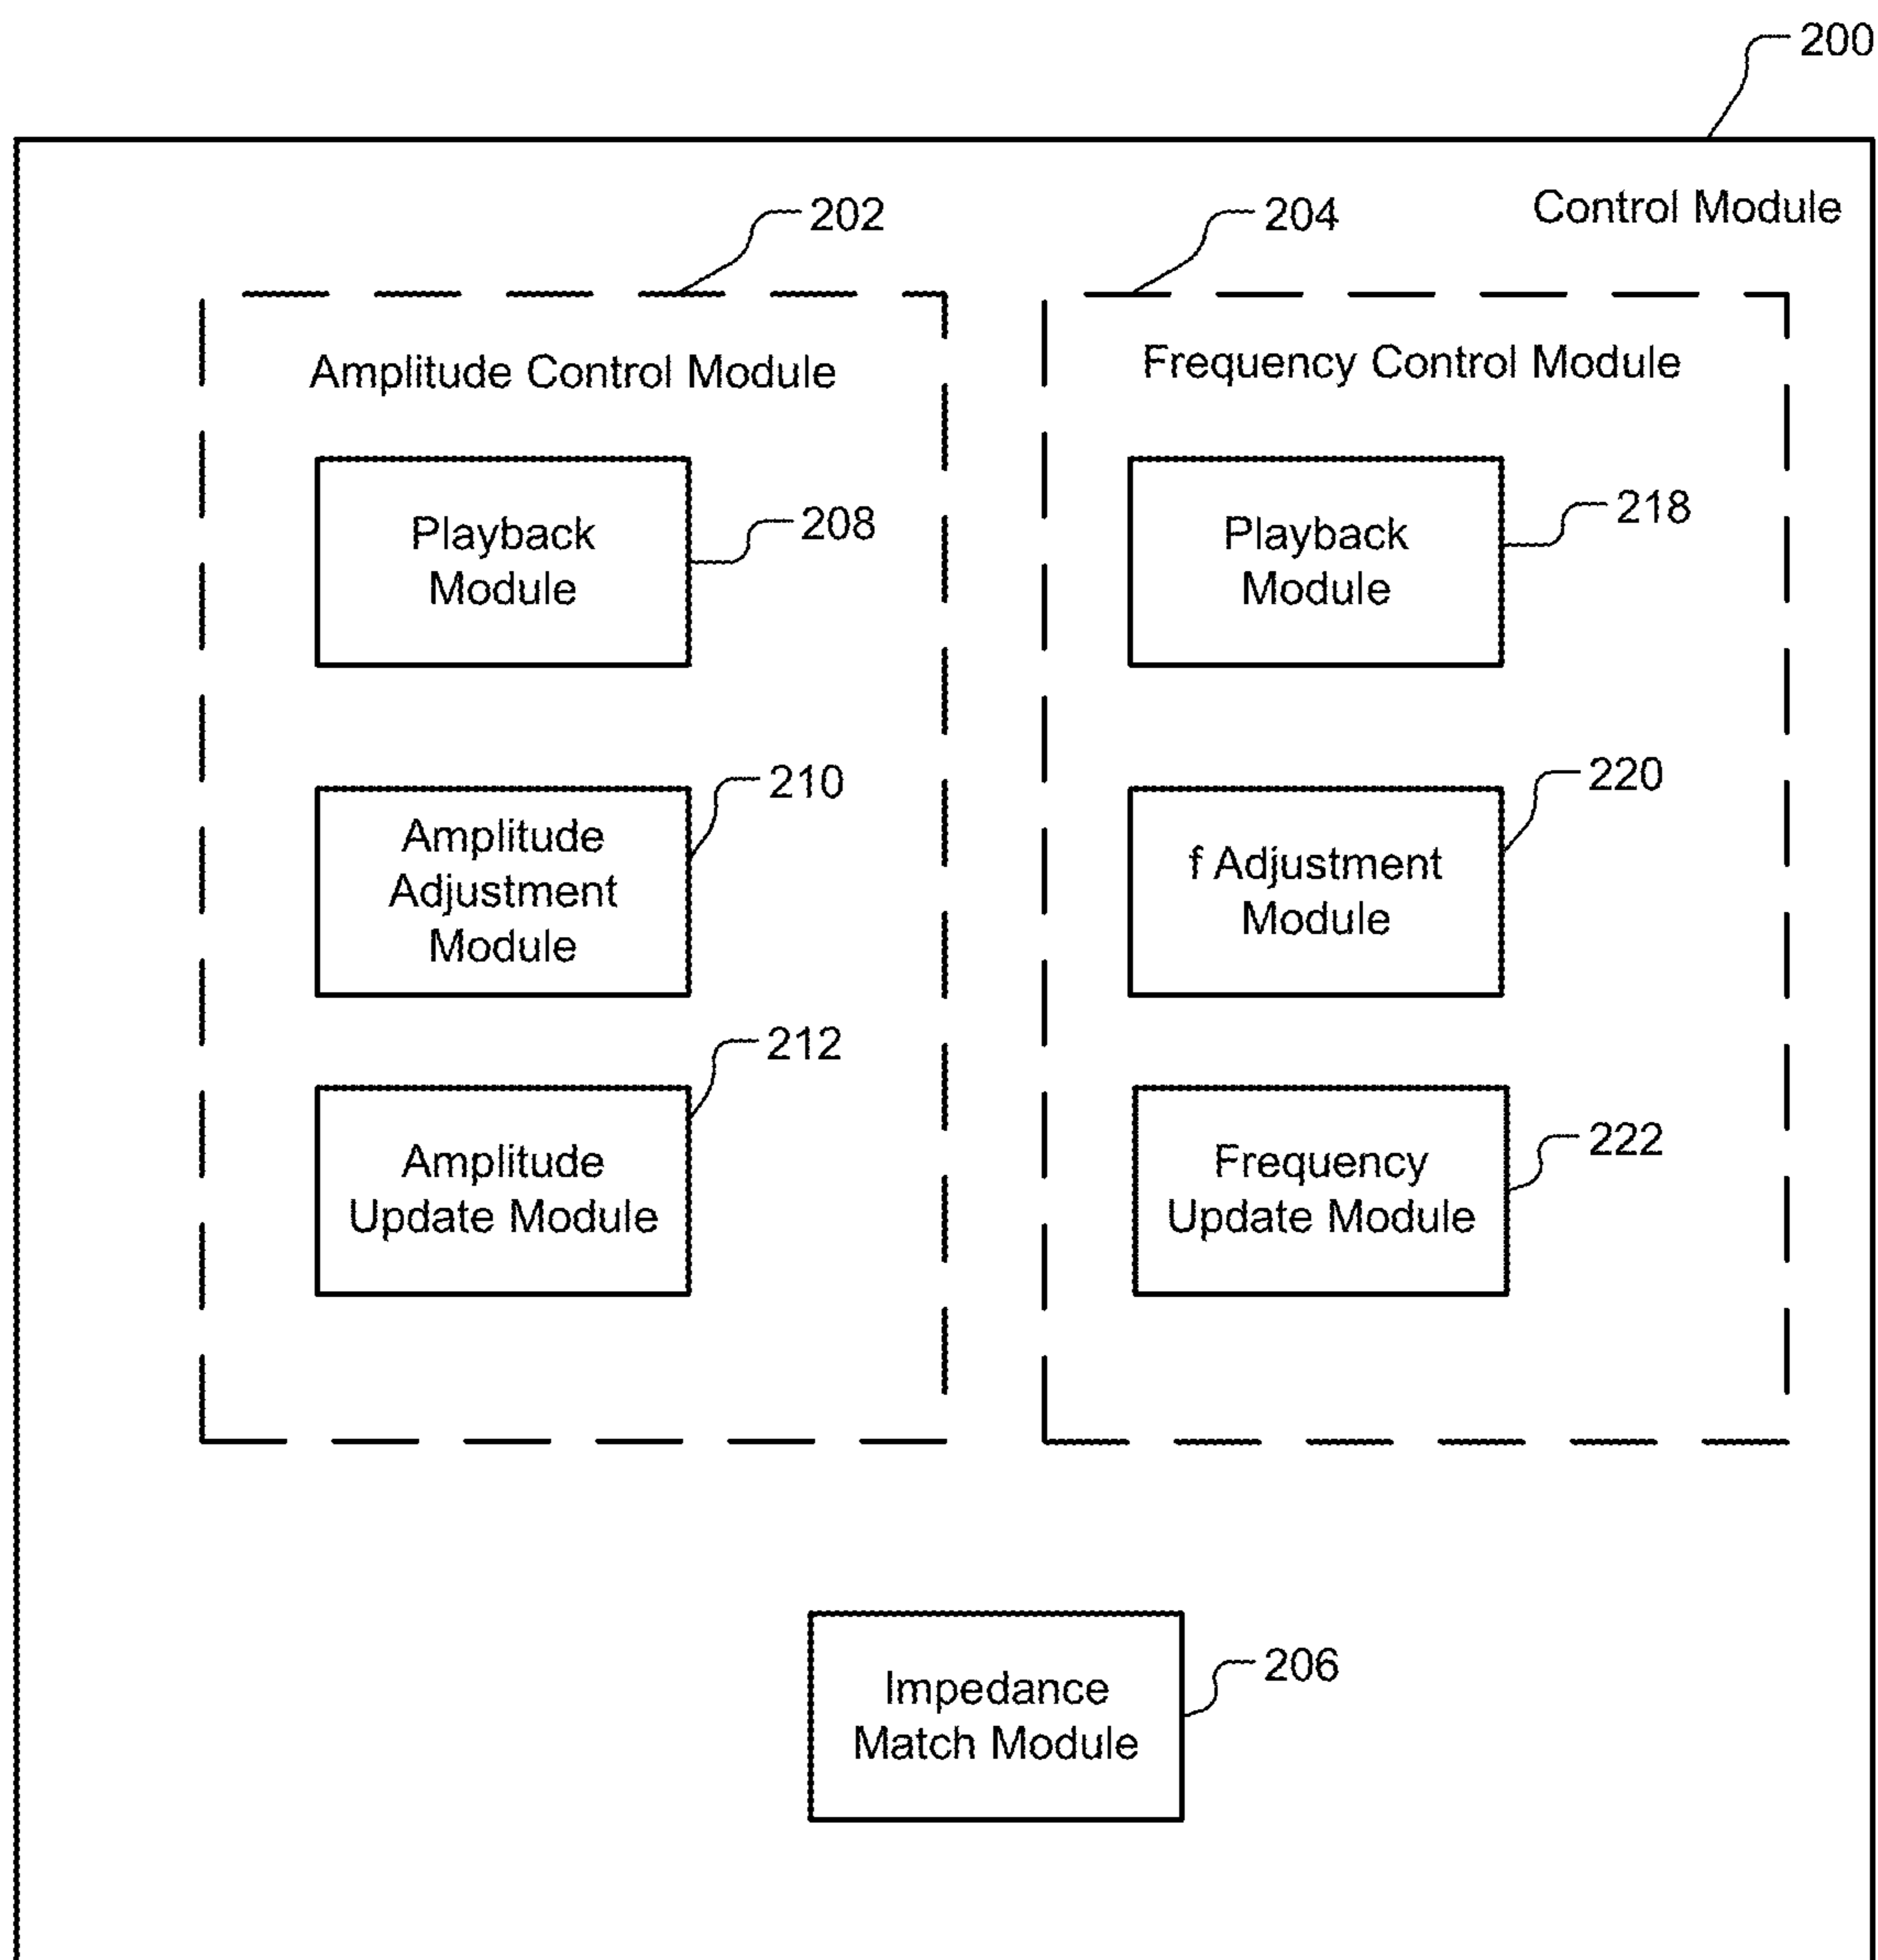 200
Control Module
202
204
Amplitude Control Module
Frequency Control Module
Playback
Module
208
Playback
Module
218
Amplitude
Adjustment
Module
210
f Adjustment
Module
220
Amplitude
Update Module
212
Frequency
Update Module
222
Impedance
Match Module
206